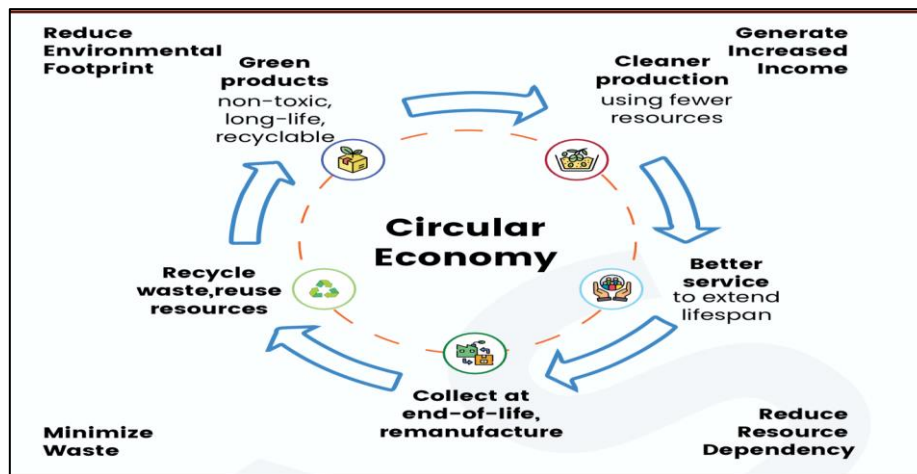 Reduce
Environmental
Footprint
Generate
Increased
Income
Green
products
non-toxic,
long-life,
recyclable
Cleaner
production
using fewer
resources
Circular
Economy
Recycle
waste,reuse
resources
Better
service
to extend
lifespan
Collect at
end-of-life,
remanufacture
Minimize
Waste
Reduce
Resource
Dependency